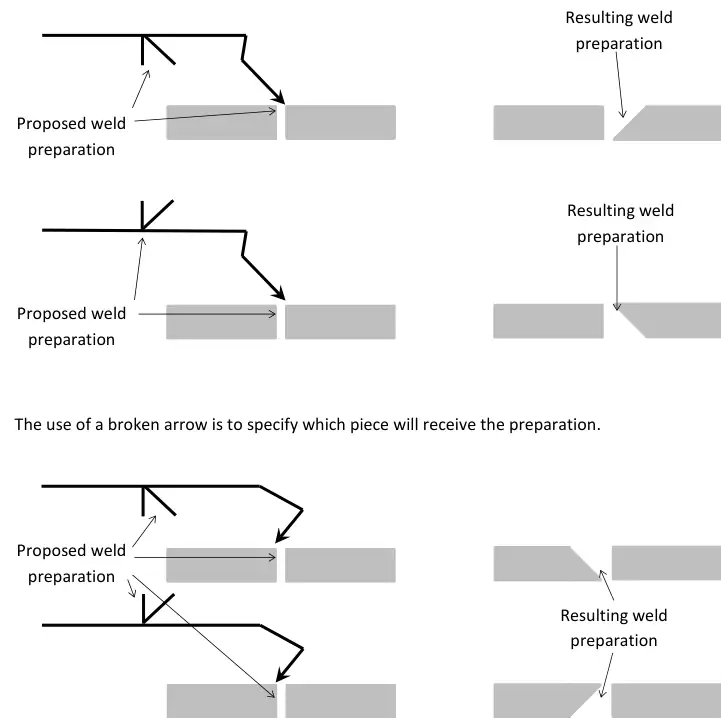 Resulting weld
preparation
Proposed weld
preparation
Resulting weld
preparation
Proposed weld
preparation
The use of a broken arrow is to specify which piece will receive the preparation.
Proposed weld
preparation
Resulting weld
preparation